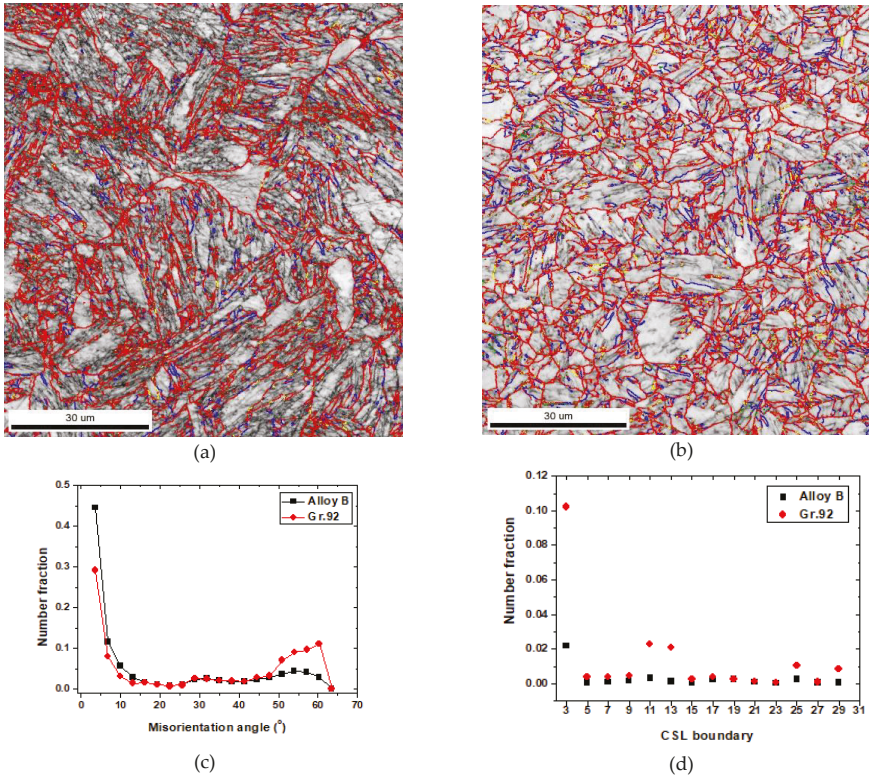 30 um
30 um
(a)
(b)
0.5
0.4
0.3
0.2
0.1
0.0
Number fraction
Alloy B
Gr.92
0 10 20 30 40 50 60 70
Misorientation angle (°)
(c)
0.12
0.10
0.08
0.06
0.04
0.02
0.00
Number fraction
Alloy B
Gr.92
3 5 7 9 11 13 15 17 19 21 23 25 27 29 31
CSL boundary
(d)